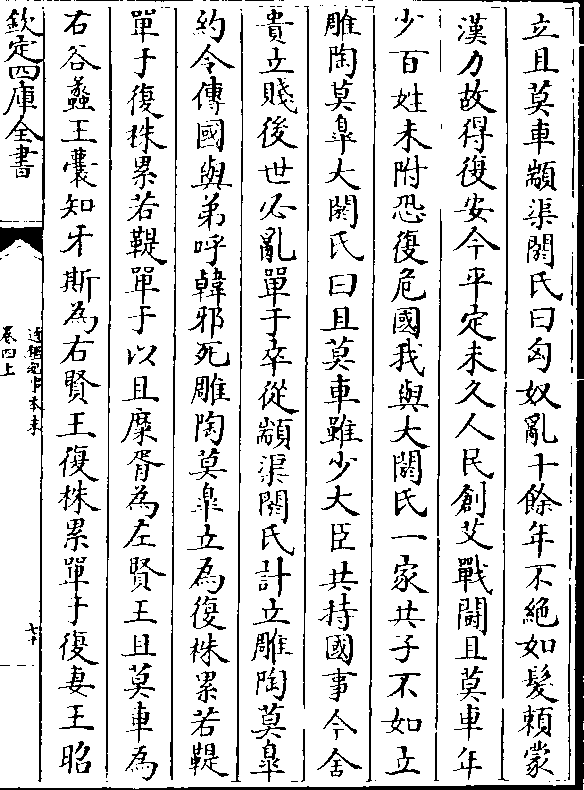 立且莫車顓渠閼氏曰匈奴亂十餘年不絶如髪頼蒙
漢力故得復安今平定未久人民創艾戰鬭且莫車年
少百姓未附恐復危國我與大閼氏一家共子不如立
雕陶莫臯大閼氏曰且莫車雖少大臣共持國事今舍
貴立賤後世必亂單于卒從顓渠閼氏計立雕陶莫臯
約令傳國與弟呼韓邪死雕陶莫臯立為復株累若鞮
單于復株累若鞮單于以且麋胥為左賢王且莫車為
右谷蠡王囊知牙斯為右賢王復株累單于復妻王昭
欽定四庫全書
通鑑紀事本末
卷四上